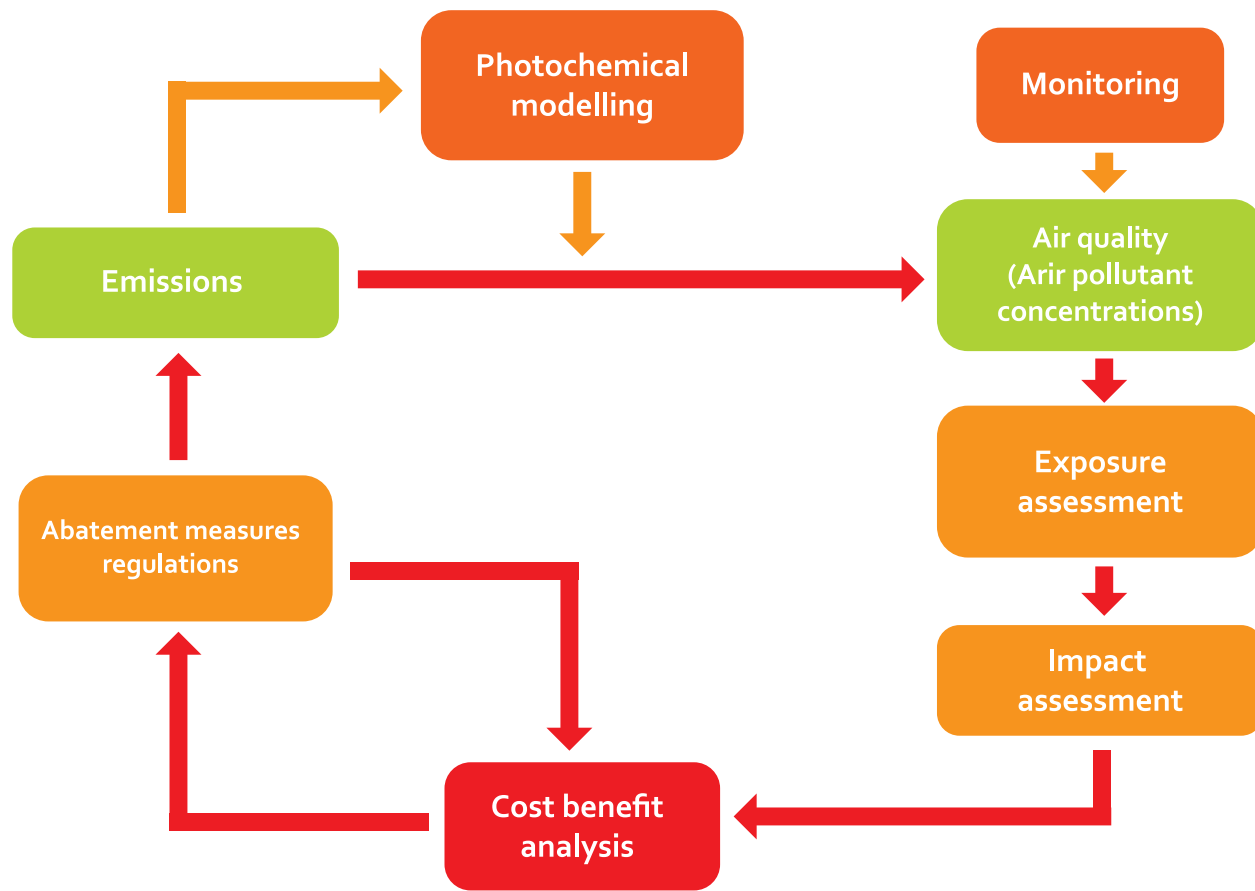 Photochemical
modelling
Monitoring
Emissions
Air quality
(Arir pollutant
concentrations)
Exposure
assessment
Abatement measures
regulations
Impact
assessment
Cost benefit
analysis